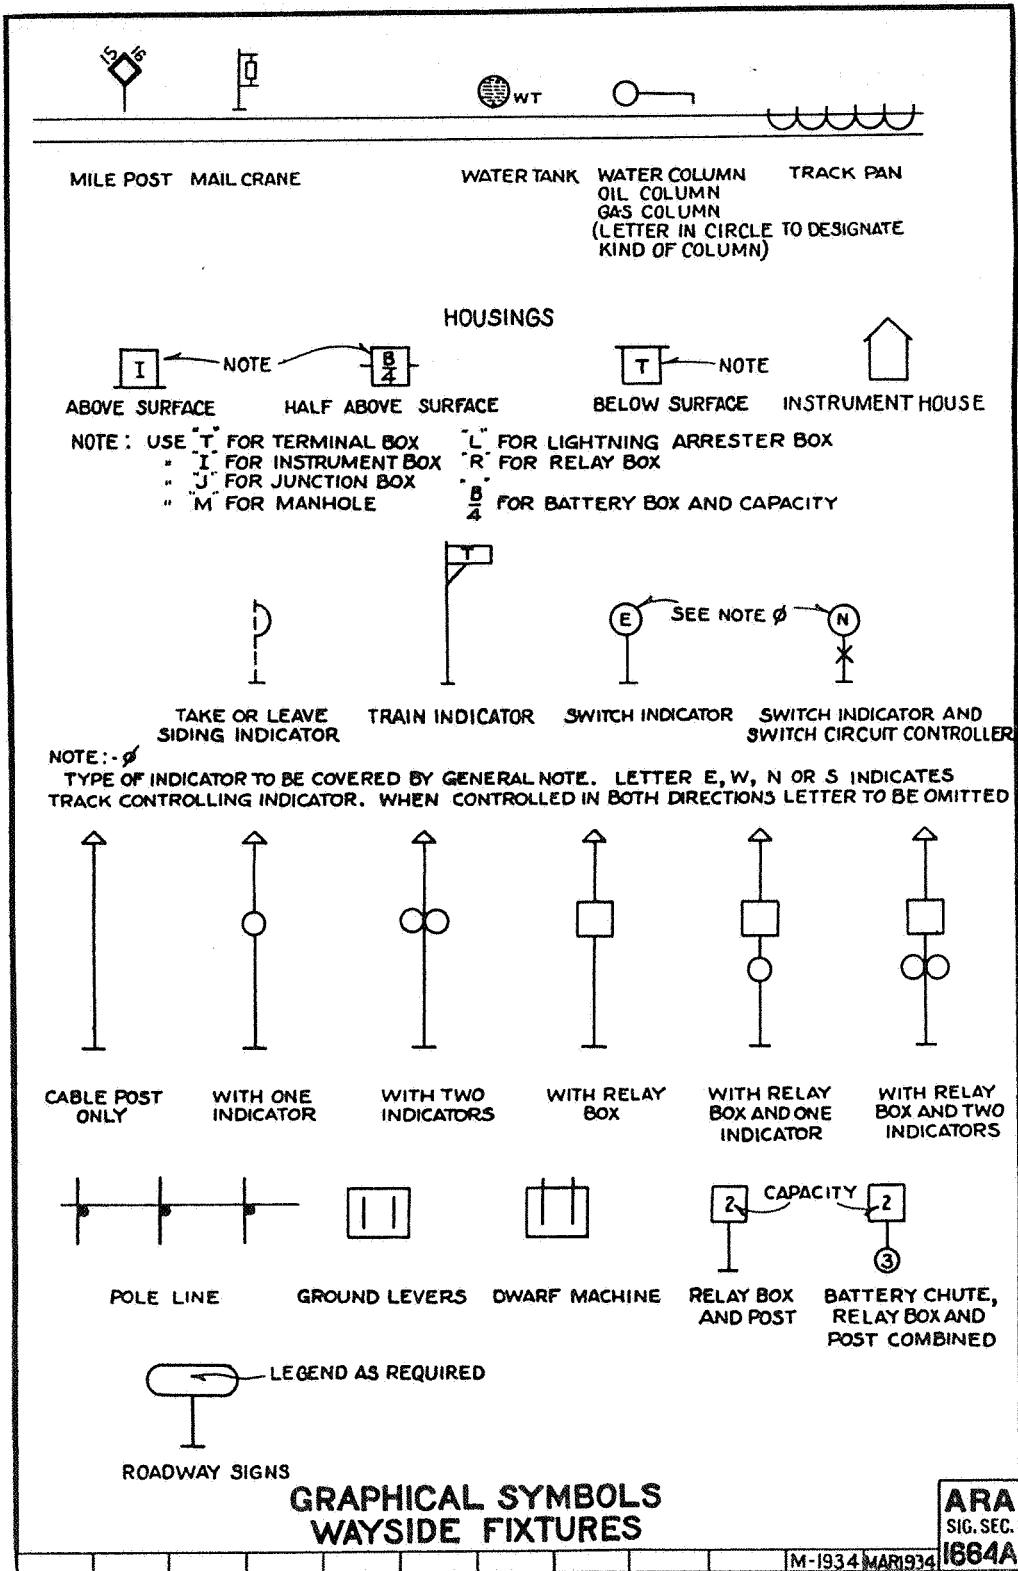 15 16
WT
MILE POST MAIL CRANE WATER TANK WATER COLUMN TRACK PAN
OIL COLUMN
GAS COLUMN
(LETTER IN CIRCLE TO DESIGNATE
KIND OF COLUMN)
HOUSINGS
I NOTE B/4 T NOTE
ABOVE SURFACE HALF ABOVE SURFACE BELOW SURFACE INSTRUMENT HOUSE
NOTE: USE "T" FOR TERMINAL BOX "L" FOR LIGHTNING ARRESTER BOX
" "I" FOR INSTRUMENT BOX "R" FOR RELAY BOX
" "J" FOR JUNCTION BOX
" "M" FOR MANHOLE "B/4" FOR BATTERY BOX AND CAPACITY
T
E SEE NOTE ∅ N
TAKE OR LEAVE TRAIN INDICATOR SWITCH INDICATOR SWITCH INDICATOR AND
SIDING INDICATOR SWITCH CIRCUIT CONTROLLER
NOTE:-∅
TYPE OF INDICATOR TO BE COVERED BY GENERAL NOTE. LETTER E, W, N OR S INDICATES
TRACK CONTROLLING INDICATOR. WHEN CONTROLLED IN BOTH DIRECTIONS LETTER TO BE OMITTED
CABLE POST WITH ONE WITH TWO WITH RELAY WITH RELAY WITH RELAY
ONLY INDICATOR INDICATORS BOX BOX AND ONE BOX AND TWO
INDICATOR INDICATORS
2 CAPACITY 2
3
POLE LINE GROUND LEVERS DWARF MACHINE RELAY BOX BATTERY CHUTE,
AND POST RELAY BOX AND
POST COMBINED
LEGEND AS REQUIRED
ROADWAY SIGNS
GRAPHICAL SYMBOLS
WAYSIDE FIXTURES
ARA
SIG. SEC.
1664A
M-1934 MAR 1934